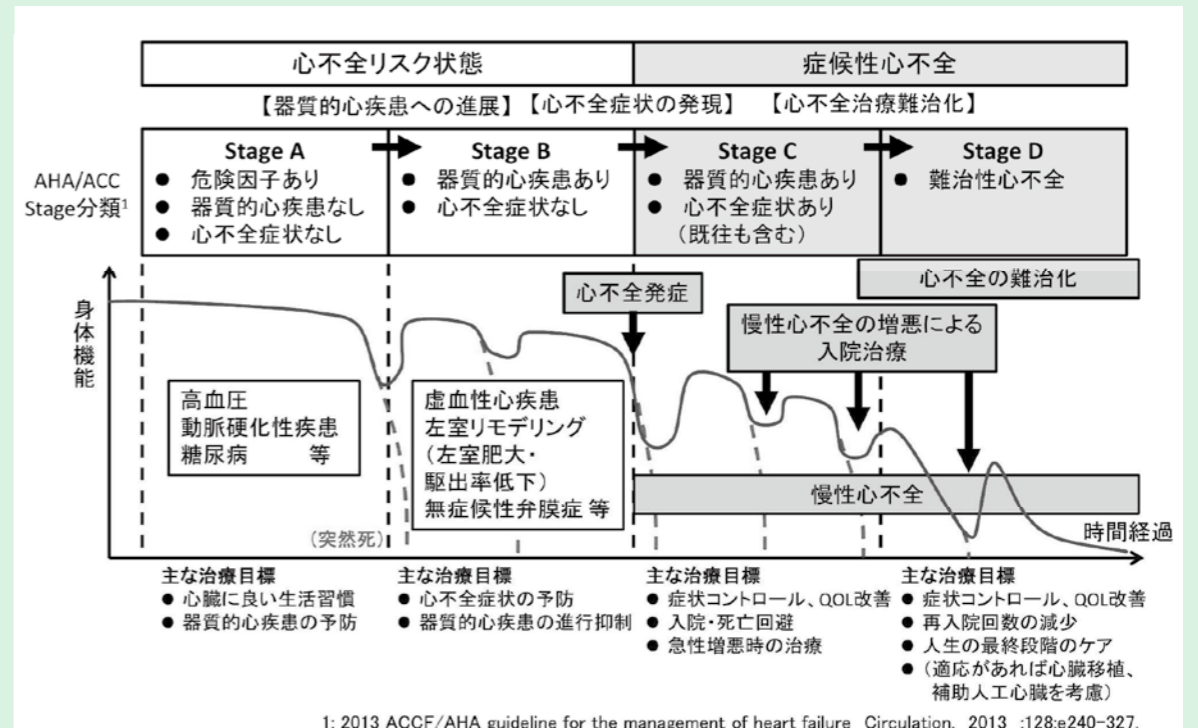 心不全リスク状態
症候性心不全
【器質的心疾患への進展】
【心不全症状の発現】
【心不全治療難治化】
AHA/ACC
Stage分類1
Stage A
● 危険因子あり
● 器質的心疾患なし
● 心不全症状なし
Stage B
● 器質的心疾患あり
● 心不全症状なし
Stage C
● 器質的心疾患あり
● 心不全症状あり
(既往も含む)
Stage D
● 難治性心不全
身体機能
心不全発症
慢性心不全の増悪による
入院治療
心不全の難治化
高血圧
動脈硬化性疾患
糖尿病 等
虚血性心疾患
左室リモデリング
(左室肥大・
駆出率低下)
無症候性弁膜症 等
慢性心不全
(突然死)
時間経過
主な治療目標
● 心臓に良い生活習慣
● 器質的心疾患の予防
主な治療目標
● 心不全症状の予防
● 器質的心疾患の進行抑制
主な治療目標
● 症状コントロール、QOL改善
● 入院・死亡回避
● 急性増悪時の治療
主な治療目標
● 症状コントロール、QOL改善
● 再入院回数の減少
● 人生の最終段階のケア
● (適応があれば心臓移植、
補助人工心臓を考慮)
1: 2013 ACCF/AHA guideline for the management of heart failure Circulation. 2013 ;128:e240-327.